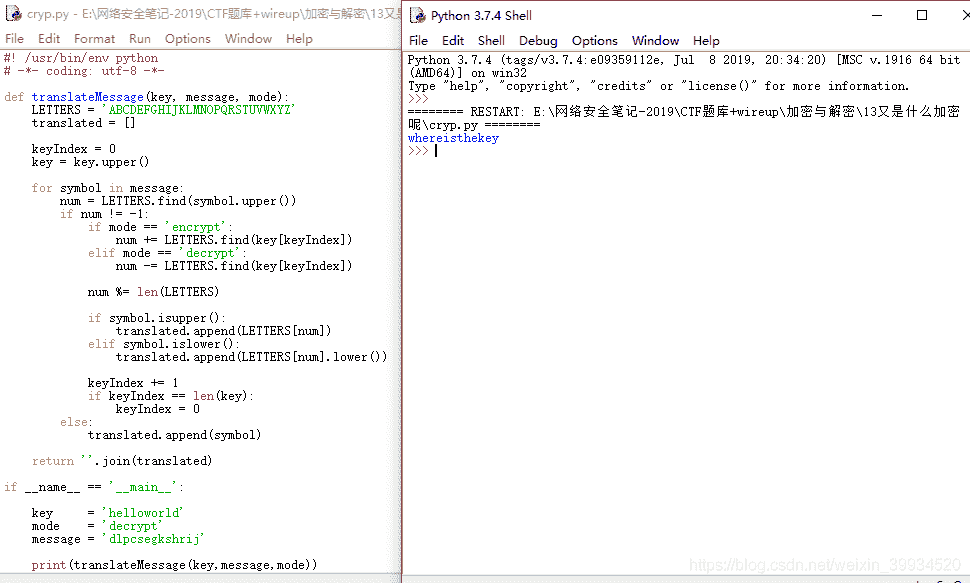 cryp.py - E:\网络安全笔记-2019\CTF题库+wireup\加密与解密\13又是
File Edit Format Run Options Window Help
#! /usr/bin/env python
# -*- coding: utf-8 -*-
def translateMessage(key, message, mode):
    LETTERS = 'ABCDEFGHIJKLMNOPQRSTUVWXYZ'
    translated = []
    keyIndex = 0
    key = key.upper()
    for symbol in message:
        num = LETTERS.find(symbol.upper())
        if num != -1:
            if mode == 'encrypt':
                num += LETTERS.find(key[keyIndex])
            elif mode == 'decrypt':
                num -= LETTERS.find(key[keyIndex])
            num %= len(LETTERS)
            if symbol.isupper():
                translated.append(LETTERS[num])
            elif symbol.islower():
                translated.append(LETTERS[num].lower())
            keyIndex += 1
            if keyIndex == len(key):
                keyIndex = 0
        else:
            translated.append(symbol)
    return ''.join(translated)
if __name__ == '__main__':
    key     = 'helloworld'
    mode    = 'decrypt'
    message = 'dlpcsegkshrij'
    print(translateMessage(key,message,mode))
Python 3.7.4 Shell
File Edit Shell Debug Options Window Help
Python 3.7.4 (tags/v3.7.4:e09359112e, Jul  8 2019, 20:34:20) [MSC v.1916 64 bit
(AMD64)] on win32
Type "help", "copyright", "credits" or "license()" for more information.
>>>
======== RESTART: E:\网络安全笔记-2019\CTF题库+wireup\加密与解密\13又是什么加密
呢\cryp.py ========
whereisthekey
>>>
https://blog.csdn.net/weixin_39934520